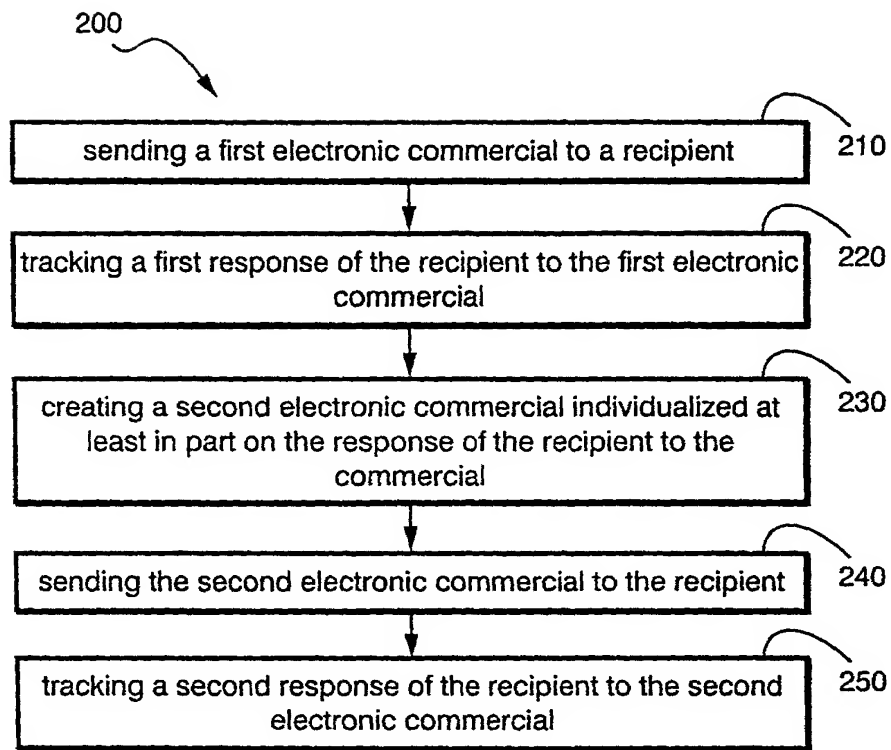 200
sending a first electronic commercial to a recipient
210
tracking a first response of the recipient to the first electronic
commercial
220
creating a second electronic commercial individualized at
least in part on the response of the recipient to the
commercial
230
sending the second electronic commercial to the recipient
240
tracking a second response of the recipient to the second
electronic commercial
250